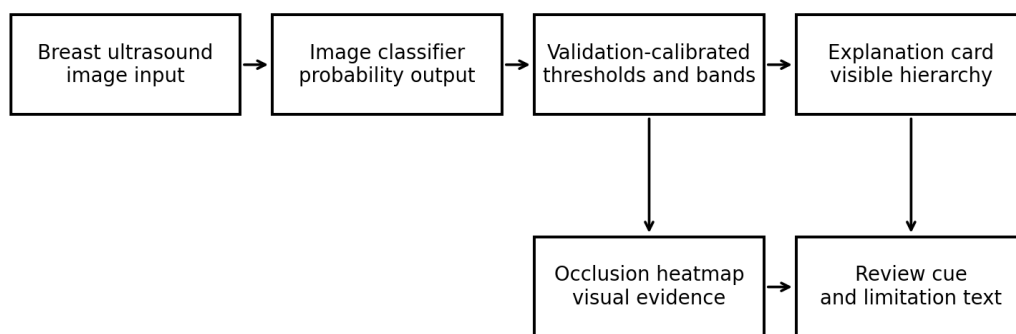 Breast ultrasound
image input
Image classifier
probability output
Validation-calibrated
thresholds and bands
Explanation card
visible hierarchy
Occlusion heatmap
visual evidence
Review cue
and limitation text